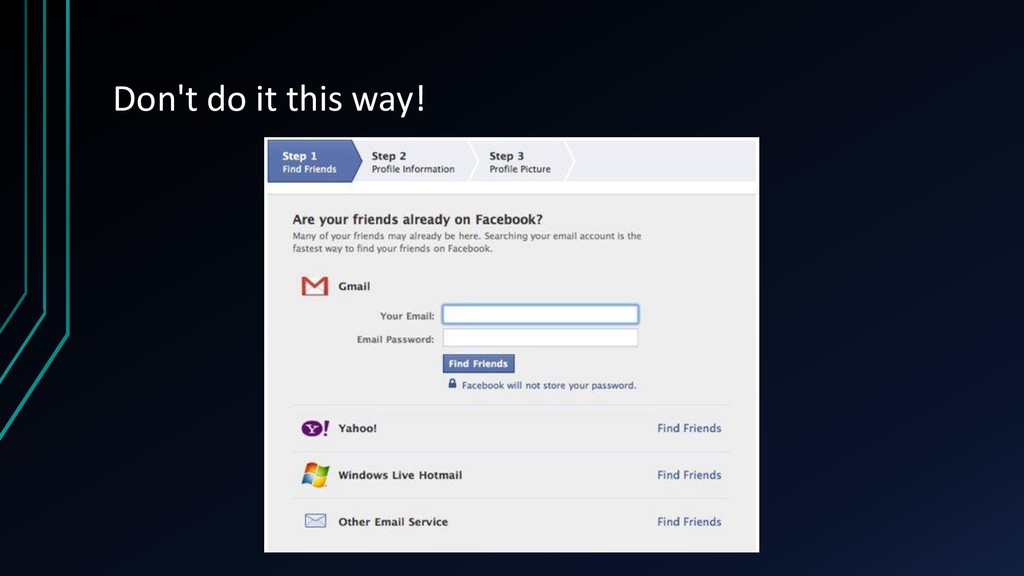 Don't do it this way!
Step 1
Find Friends
Step 2
Profile Information
Step 3
Profile Picture
Are your friends already on Facebook?
Many of your friends may already be here. Searching your email account is the
fastest way to find your friends on Facebook.
Gmail
Your Email:
Email Password:
Find Friends
Facebook will not store your password.
Yahoo! Find Friends
Windows Live Hotmail Find Friends
Other Email Service Find Friends